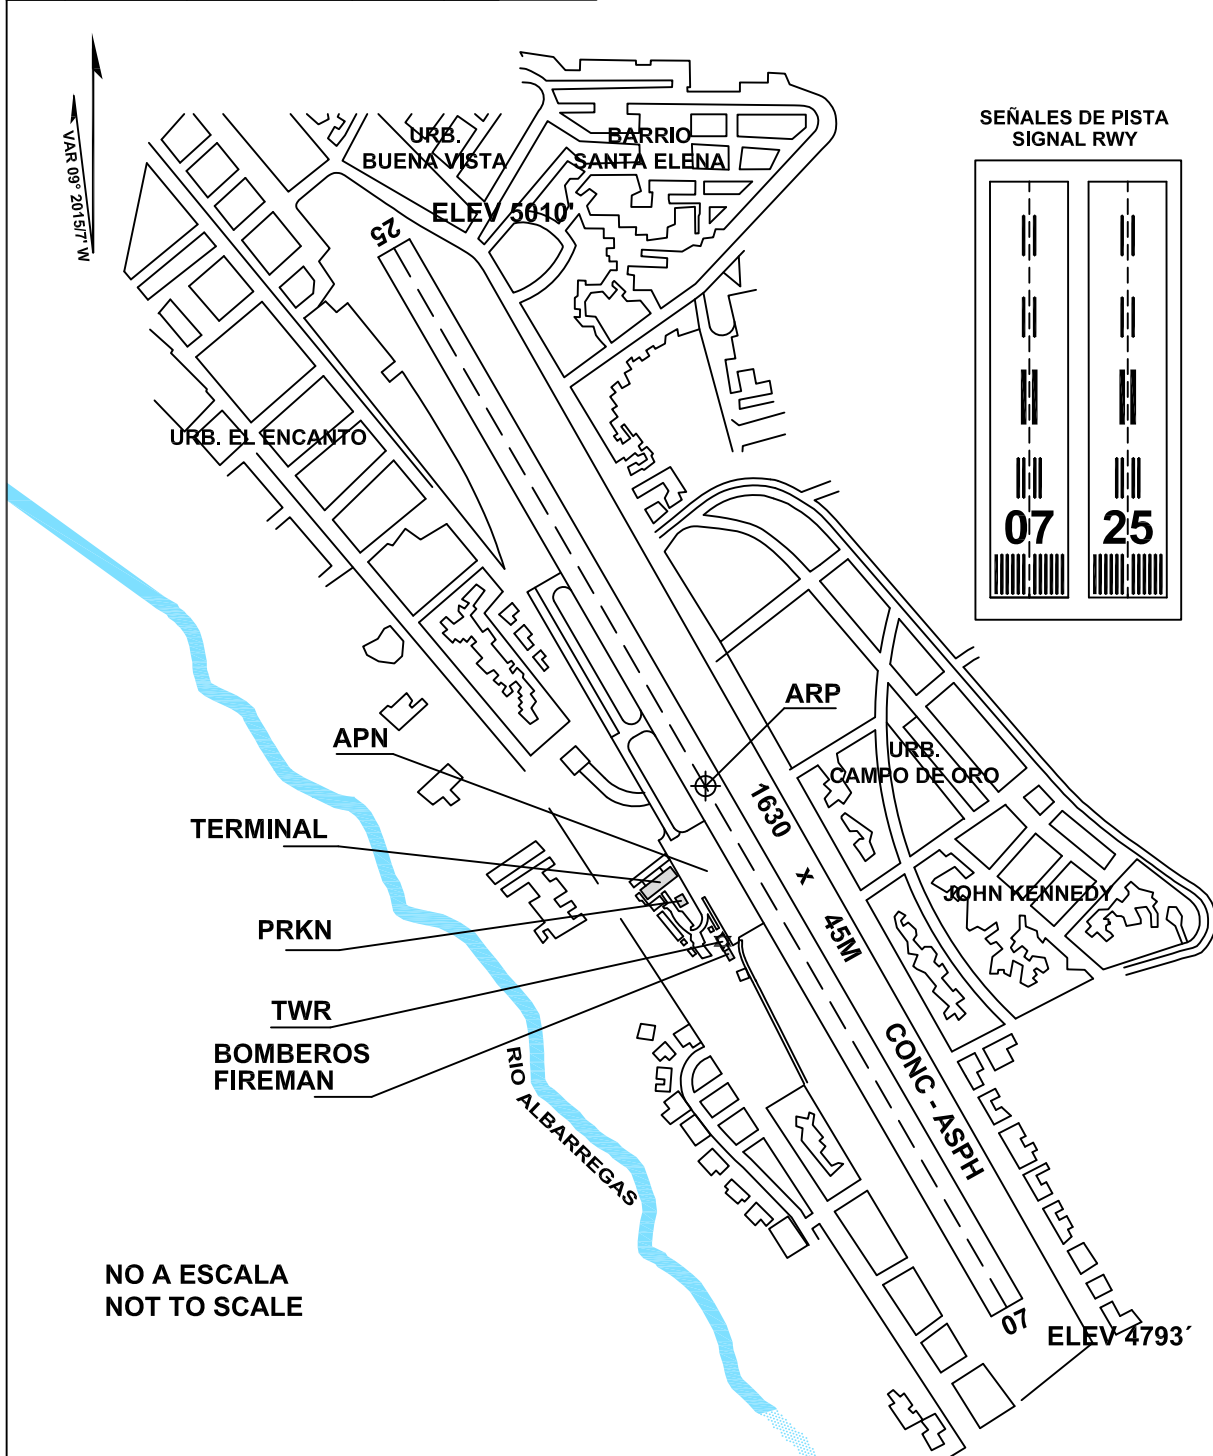 VAR 09° 2015/7' W
URB.
BUENA VISTA
BARRIO
SANTA ELENA
ELEV 5010'
25
SEÑALES DE PISTA
SIGNAL RWY
07
25
URB. EL ENCANTO
ARP
APN
URB.
CAMPO DE ORO
1630 x 45M CONC - ASPH
TERMINAL
JOHN KENNEDY
PRKN
TWR
BOMBEROS
FIREMAN
RIO ALBARREGAS
NO A ESCALA
NOT TO SCALE
07
ELEV 4793´